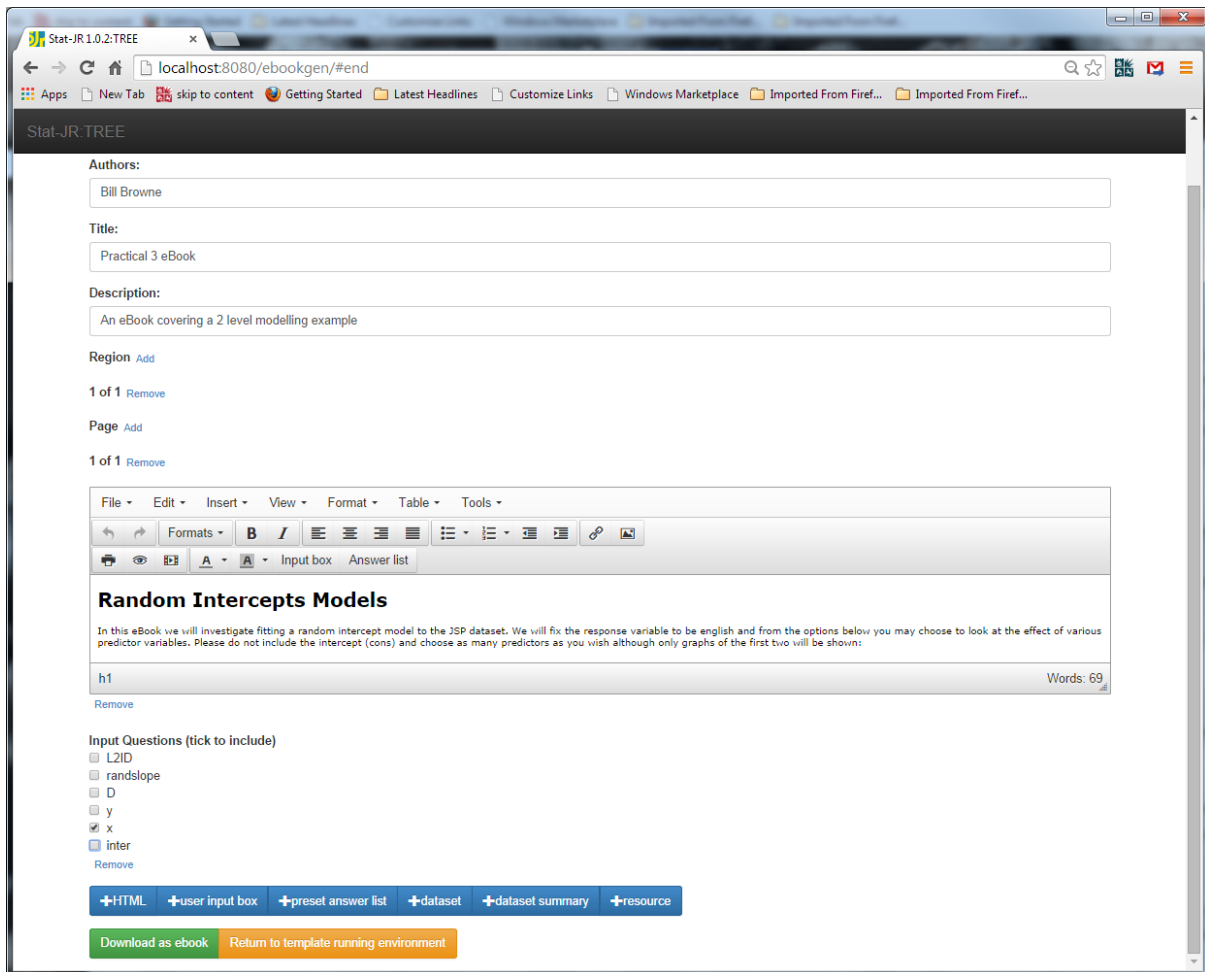 Stat-JR 1.0.2:TREE
localhost:8080/ebookgen/#end
Apps New Tab skip to content Getting Started Latest Headlines Customize Links Windows Marketplace Imported From Firef... Imported From Firef...
Stat-JR:TREE
Authors:
Bill Browne
Title:
Practical 3 eBook
Description:
An eBook covering a 2 level modelling example
Region Add
1 of 1 Remove
Page Add
1 of 1 Remove
File Edit Insert View Format Table Tools
Formats B I
A A Input box Answer list
Random Intercepts Models
In this eBook we will investigate fitting a random intercept model to the JSP dataset. We will fix the response variable to be english and from the options below you may choose to look at the effect of various
predictor variables. Please do not include the intercept (cons) and choose as many predictors as you wish although only graphs of the first two will be shown:
h1 Words: 69
Remove
Input Questions (tick to include)
L2ID
randslope
D
y
x
inter
Remove
+HTML +user input box +preset answer list +dataset +dataset summary +resource
Download as ebook Return to template running environment